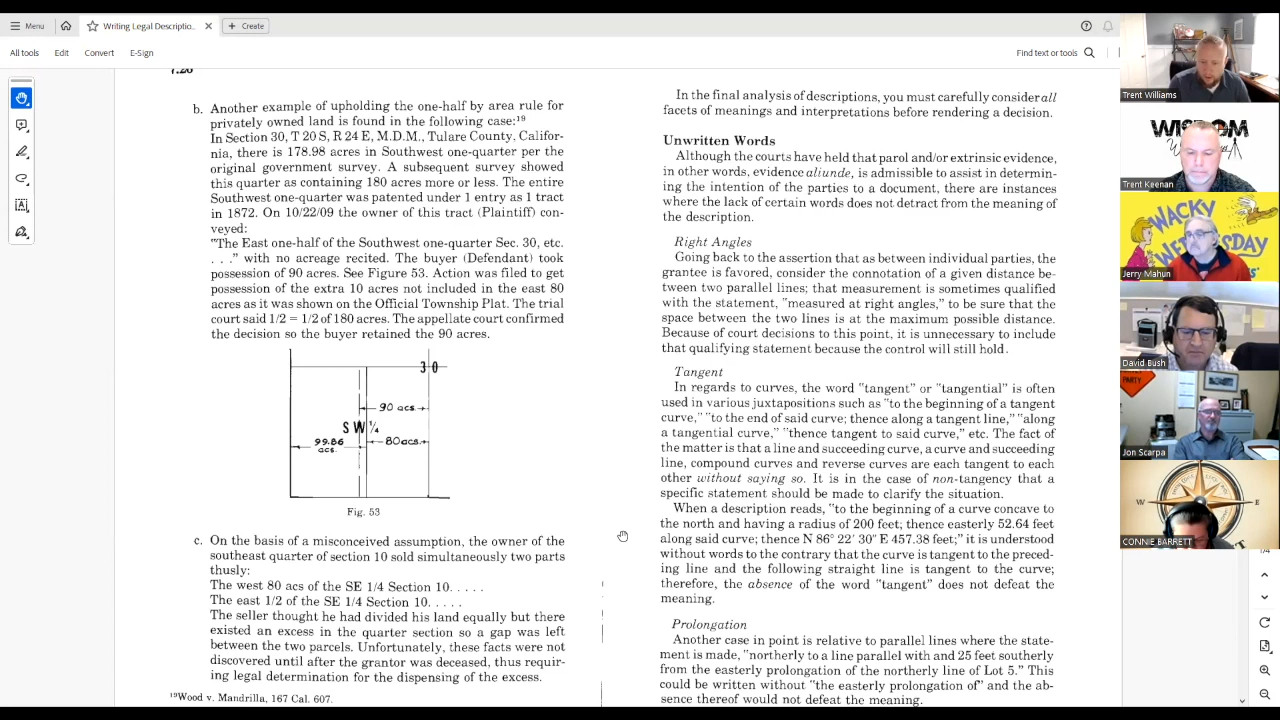 Menu
Writing Legal Descriptio...
Create
All tools
Edit
Convert
E-Sign
Find text or tools
7.26
b. Another example of upholding the one-half by area rule for
privately owned land is found in the following case:19
In Section 30, T 20 S, R 24 E, M.D.M., Tulare County, Califor-
nia, there is 178.98 acres in Southwest one-quarter per the
original government survey. A subsequent survey showed
this quarter as containing 180 acres more or less. The entire
Southwest one-quarter was patented under 1 entry as 1 tract
in 1872. On 10/22/09 the owner of this tract (Plaintiff) con-
veyed:
"The East one-half of the Southwest one-quarter Sec. 30, etc.
. . ." with no acreage recited. The buyer (Defendant) took
possession of 90 acres. See Figure 53. Action was filed to get
possession of the extra 10 acres not included in the east 80
acres as it was shown on the Official Township Plat. The trial
court said 1/2 = 1/2 of 180 acres. The appellate court confirmed
the decision so the buyer retained the 90 acres.
30
90 acs.
SW 1/4
99.86
acs.
80acs.
Fig. 53
c. On the basis of a misconceived assumption, the owner of the
southeast quarter of section 10 sold simultaneously two parts
thusly:
The west 80 acs of the SE 1/4 Section 10. . . . .
The east 1/2 of the SE 1/4 Section 10. . . . .
The seller thought he had divided his land equally but there
existed an excess in the quarter section so a gap was left
between the two parcels. Unfortunately, these facts were not
discovered until after the grantor was deceased, thus requir-
ing legal determination for the dispensing of the excess.
19Wood v. Mandrilla, 167 Cal. 607.
In the final analysis of descriptions, you must carefully consider all
facets of meanings and interpretations before rendering a decision.
Unwritten Words
Although the courts have held that parol and/or extrinsic evidence,
in other words, evidence aliunde, is admissible to assist in determin-
ing the intention of the parties to a document, there are instances
where the lack of certain words does not detract from the meaning of
the description.
Right Angles
Going back to the assertion that as between individual parties, the
grantee is favored, consider the connotation of a given distance be-
tween two parallel lines; that measurement is sometimes qualified
with the statement, "measured at right angles," to be sure that the
space between the two lines is at the maximum possible distance.
Because of court decisions to this point, it is unnecessary to include
that qualifying statement because the control will still hold.
Tangent
In regards to curves, the word "tangent" or "tangential" is often
used in various juxtapositions such as "to the beginning of a tangent
curve," "to the end of said curve; thence along a tangent line," "along
a tangential curve," "thence tangent to said curve," etc. The fact of
the matter is that a line and succeeding curve, a curve and succeeding
line, compound curves and reverse curves are each tangent to each
other without saying so. It is in the case of non-tangency that a
specific statement should be made to clarify the situation.
When a description reads, "to the beginning of a curve concave to
the north and having a radius of 200 feet; thence easterly 52.64 feet
along said curve; thence N 86° 22' 30" E 457.38 feet;" it is understood
without words to the contrary that the curve is tangent to the preced-
ing line and the following straight line is tangent to the curve;
therefore, the absence of the word "tangent" does not defeat the
meaning.
Prolongation
Another case in point is relative to parallel lines where the state-
ment is made, "northerly to a line parallel with and 25 feet southerly
from the easterly prolongation of the northerly line of Lot 5." This
could be written without "the easterly prolongation of" and the ab-
sence thereof would not defeat the meaning.
Trent Williams
WISDOM
Trent Keenan
WACKY
Jerry Mahun
David Bush
PARTY
Jon Scarpa
W
E
CONNIE BARRETT